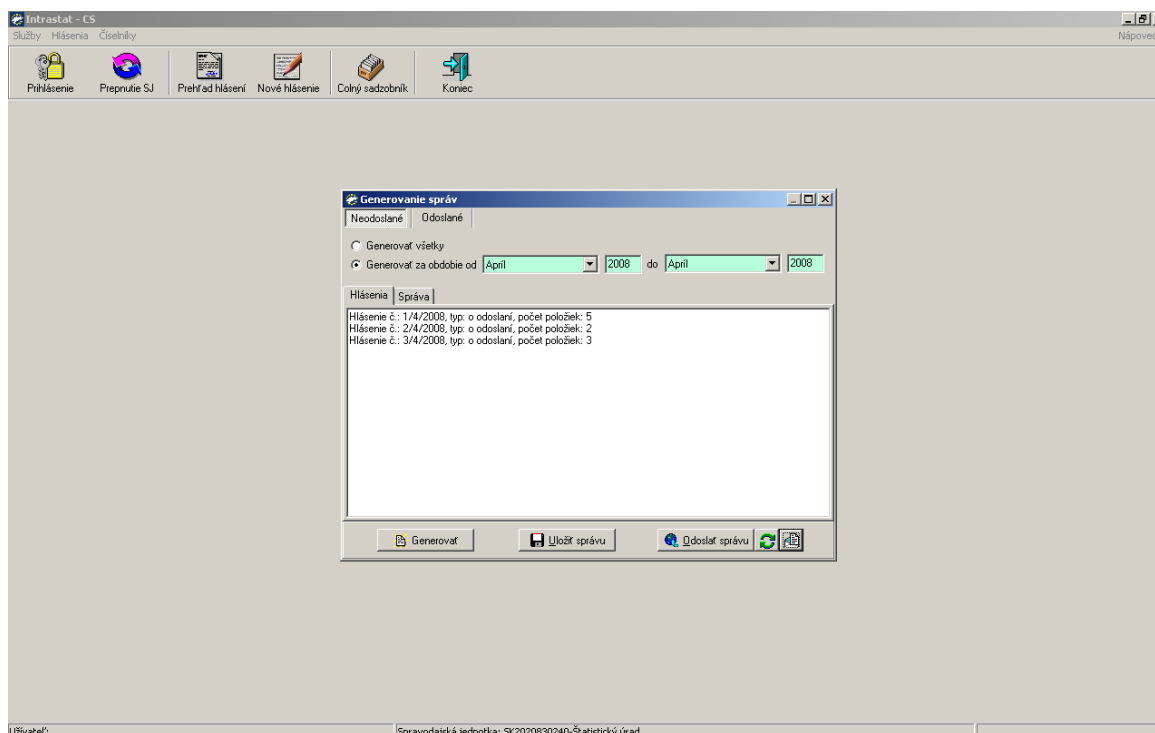 Intrastat - CS
Služby Hlásenia Číselníky Nápoveď
Prihlásenie Prepnutie SJ Prehľad hlásení Nové hlásenie Colný sadzobník Koniec
Generovanie správ
Neodoslané Odoslané
Generovať všetky
Generovať za obdobie od Apríl 2008 do Apríl 2008
Hlásenia Správa
Hlásenie č.: 1/4/2008, typ: o odoslaní, počet položiek: 5
Hlásenie č.: 2/4/2008, typ: o odoslaní, počet položiek: 2
Hlásenie č.: 3/4/2008, typ: o odoslaní, počet položiek: 3
Generovať Uložiť správu Odoslať správu
Užívateľ: Spravodajská jednotka: SK2020830240-Štatistický úrad